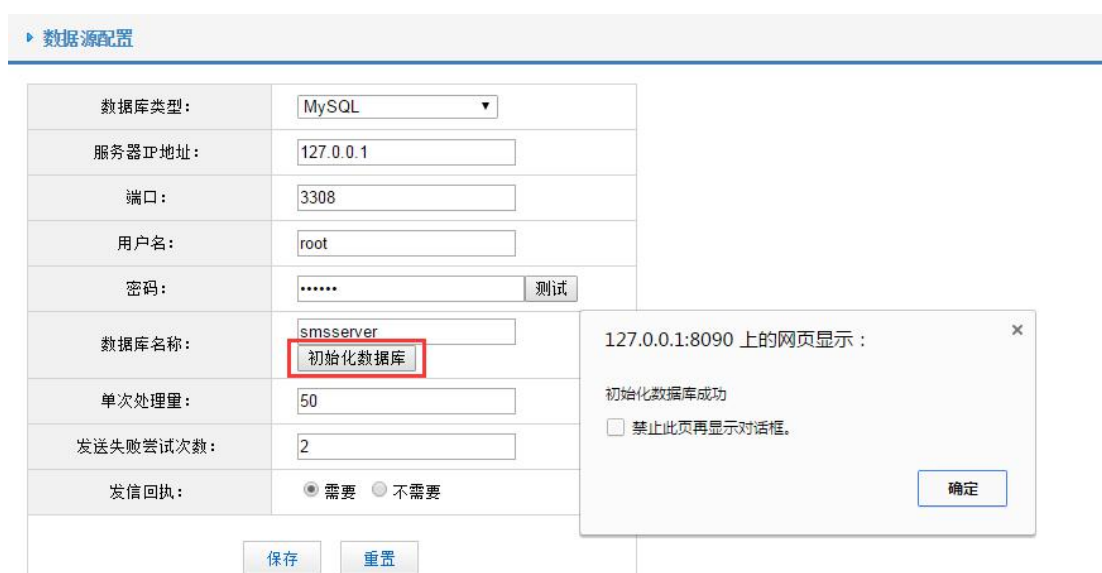 数据源配置
数据库类型： MySQL
服务器IP地址： 127.0.0.1
端口： 3308
用户名： root
密码： •••••• 测试
数据库名称： smsserver
初始化数据库
单次处理量： 50
发送失败尝试次数： 2
发信回执： 需要 不需要
保存 重置
127.0.0.1:8090 上的网页显示：
×
初始化数据库成功
禁止此页再显示对话框。
确定